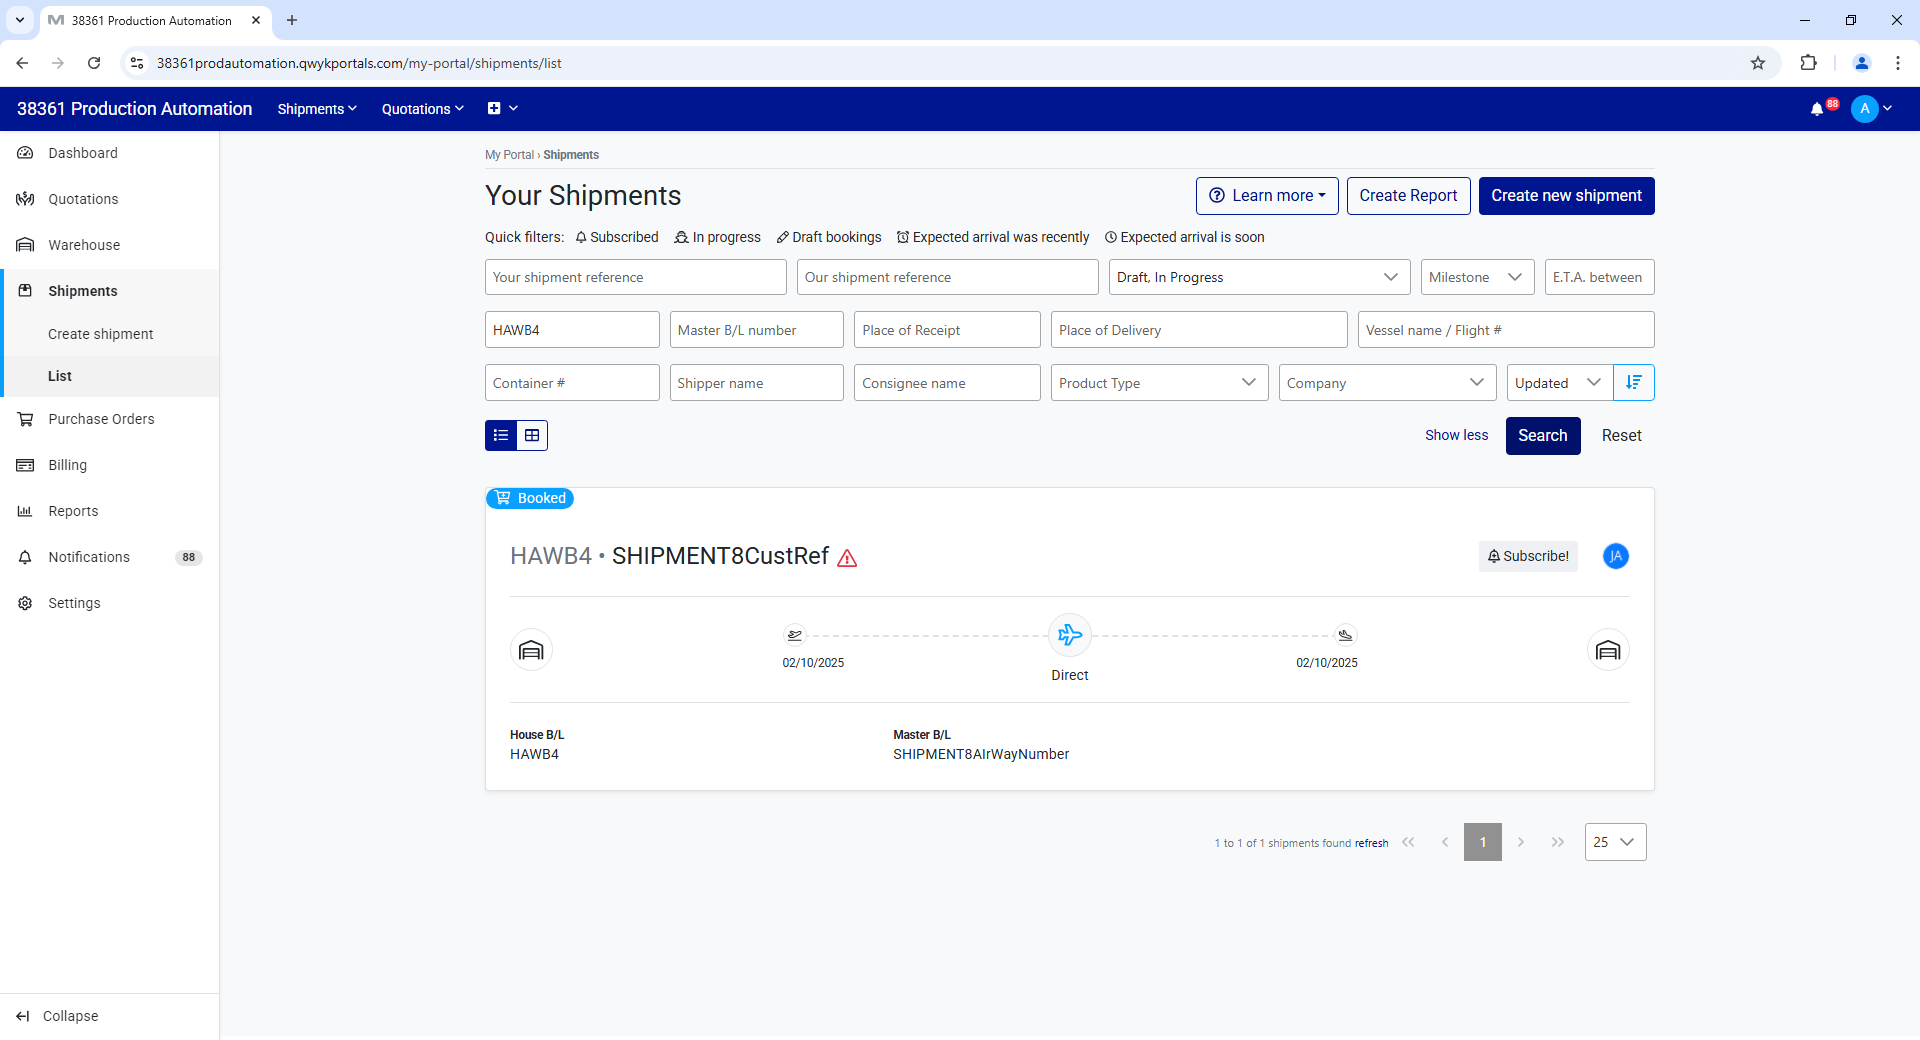 38361 Production Automation
38361prodautomation.qwykportals.com/my-portal/shipments/list
38361 Production Automation
Shipments
Quotations
88
A
Dashboard
Quotations
Warehouse
Shipments
Create shipment
List
Purchase Orders
Billing
Reports
Notifications 88
Settings
Collapse
My Portal › Shipments
Your Shipments
Learn more
Create Report
Create new shipment
Quick filters: Subscribed In progress Draft bookings Expected arrival was recently Expected arrival is soon
Your shipment reference
Our shipment reference
Draft, In Progress
Milestone
E.T.A. between
HAWB4
Master B/L number
Place of Receipt
Place of Delivery
Vessel name / Flight #
Container #
Shipper name
Consignee name
Product Type
Company
Updated
Show less
Search
Reset
Booked
HAWB4 • SHIPMENT8CustRef
Subscribe!
JA
02/10/2025
Direct
02/10/2025
House B/L
HAWB4
Master B/L
SHIPMENT8AIrWayNumber
1 to 1 of 1 shipments found refresh
1
25